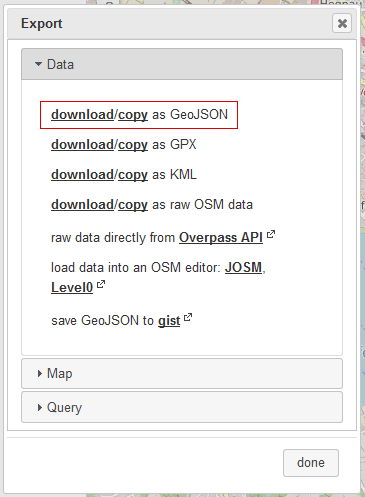 Export
Data
download/copy as GeoJSON
download/copy as GPX
download/copy as KML
download/copy as raw OSM data
raw data directly from Overpass API
load data into an OSM editor: JOSM,
Level0
save GeoJSON to gist
Map
Query
done